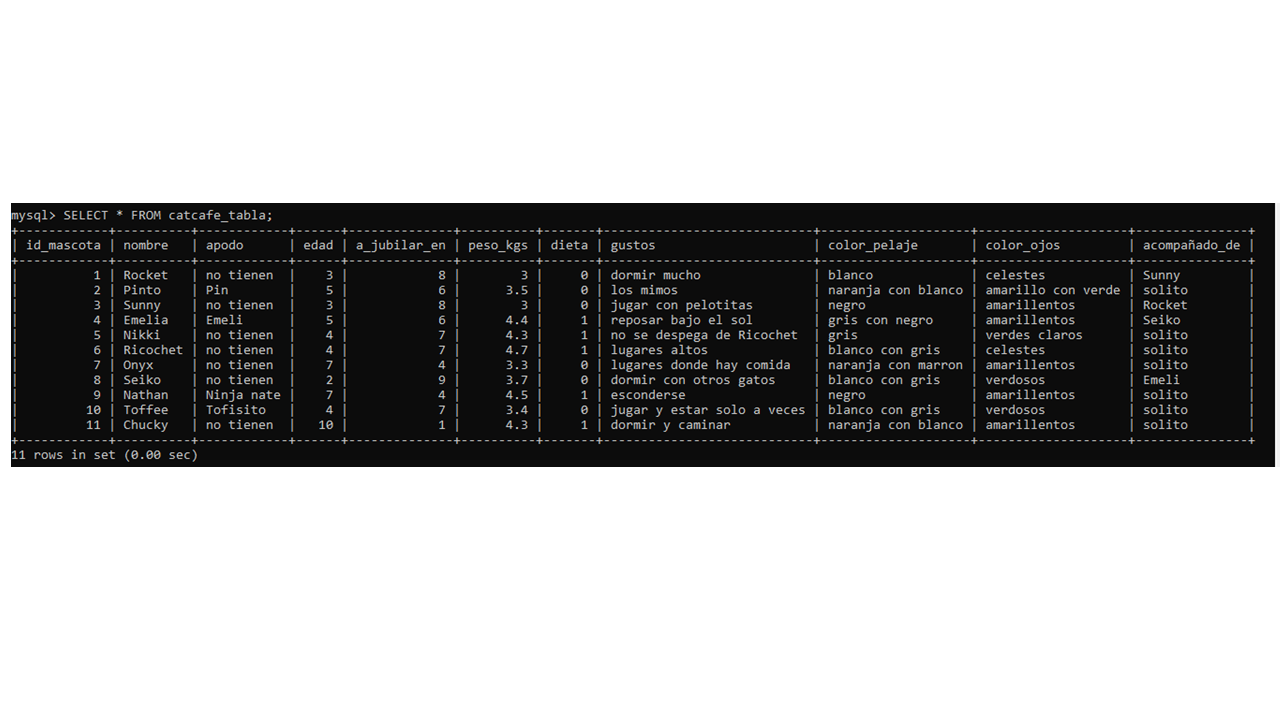 mysql> SELECT * FROM catcafe_tabla;
+------------+----------+------------+------+--------------+----------+-------+----------------------------+--------------------+--------------------+---------------+
| id_mascota | nombre   | apodo      | edad | a_jubilar_en | peso_kgs | dieta | gustos                     | color_pelaje       | color_ojos         | acompañado_de |
+------------+----------+------------+------+--------------+----------+-------+----------------------------+--------------------+--------------------+---------------+
|          1 | Rocket   | no tienen  |    3 |            8 |        3 |     0 | dormir mucho               | blanco             | celestes           | Sunny         |
|          2 | Pinto    | Pin        |    5 |            6 |      3.5 |     0 | los mimos                  | naranja con blanco | amarillo con verde | solito        |
|          3 | Sunny    | no tienen  |    3 |            8 |        3 |     0 | jugar con pelotitas        | negro              | amarillentos       | Rocket        |
|          4 | Emelia   | Emeli      |    5 |            6 |      4.4 |     1 | reposar bajo el sol        | gris con negro     | amarillentos       | Seiko         |
|          5 | Nikki    | no tienen  |    4 |            7 |      4.3 |     1 | no se despega de Ricochet  | gris               | verdes claros      | solito        |
|          6 | Ricochet | no tienen  |    4 |            7 |      4.7 |     1 | lugares altos              | blanco con gris    | celestes           | solito        |
|          7 | Onyx     | no tienen  |    7 |            4 |      3.3 |     0 | lugares donde hay comida   | naranja con marron | amarillentos       | solito        |
|          8 | Seiko    | no tienen  |    2 |            9 |      3.7 |     0 | dormir con otros gatos     | blanco con gris    | verdosos           | Emeli         |
|          9 | Nathan   | Ninja nate |    7 |            4 |      4.5 |     1 | esconderse                 | negro              | amarillentos       | solito        |
|         10 | Toffee   | Tofisito   |    4 |            7 |      3.4 |     0 | jugar y estar solo a veces | blanco con gris    | verdosos           | solito        |
|         11 | Chucky   | no tienen  |   10 |            1 |      4.3 |     1 | dormir y caminar           | naranja con blanco | amarillentos       | solito        |
+------------+----------+------------+------+--------------+----------+-------+----------------------------+--------------------+--------------------+---------------+
11 rows in set (0.00 sec)